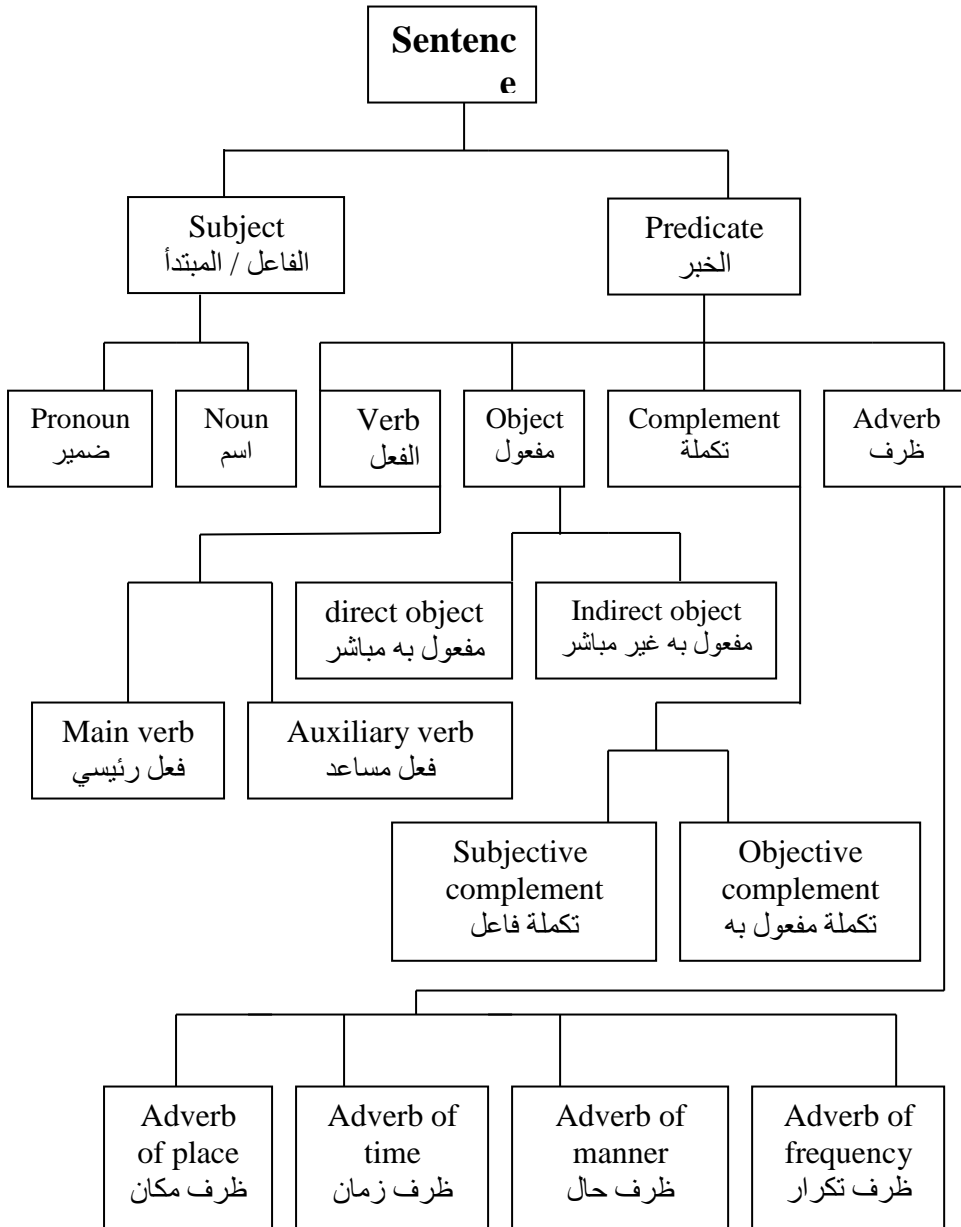 Sentenc
e
Subject
الفاعل / المبتدأ
Predicate
الخبر
Pronoun
ضمير
Noun
اسم
Verb
الفعل
Object
مفعول
Complement
تكملة
Adverb
ظرف
direct object
مفعول به مباشر
Indirect object
مفعول به غير مباشر
Main verb
فعل رئيسي
Auxiliary verb
فعل مساعد
Subjective
complement
تكملة فاعل
Objective
complement
تكملة مفعول به
Adverb
of place
ظرف مكان
Adverb of
time
ظرف زمان
Adverb of
manner
ظرف حال
Adverb of
frequency
ظرف تكرار